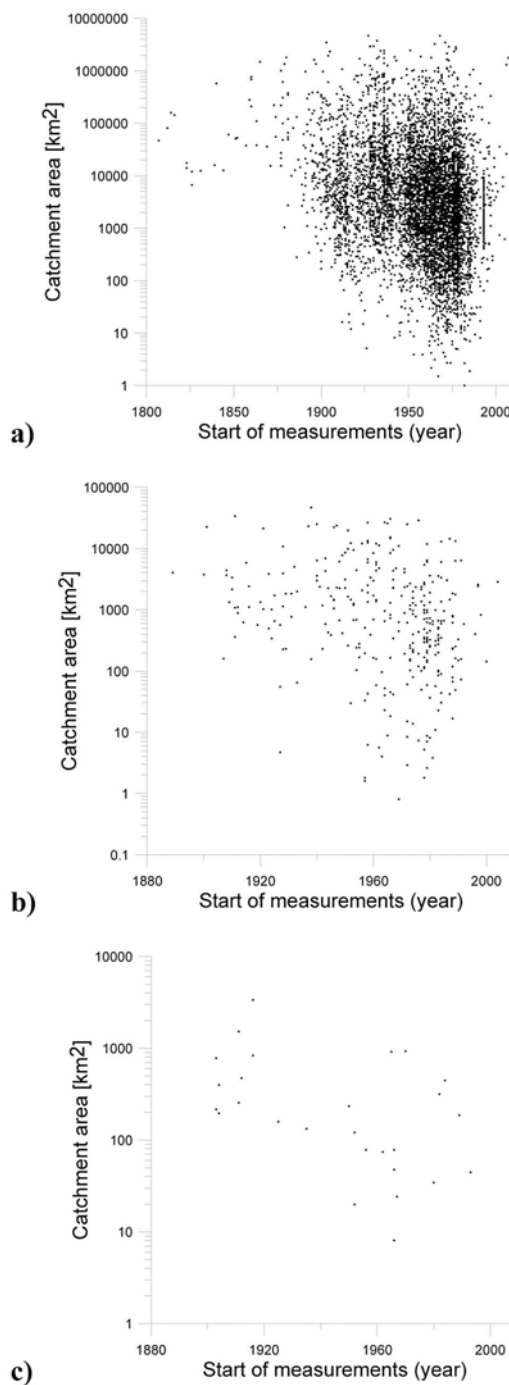 10000000
1000000
100000
10000
1000
100
10
1
Catchment area [km2]
1800 1850 1900 1950 2000
Start of measurements (year)
a)
100000
10000
1000
100
10
1
0.1
Catchment area [km2]
1880 1920 1960 2000
Start of measurements (year)
b)
10000
1000
100
10
1
Catchment area [km2]
1880 1920 1960 2000
Start of measurements (year)
c)